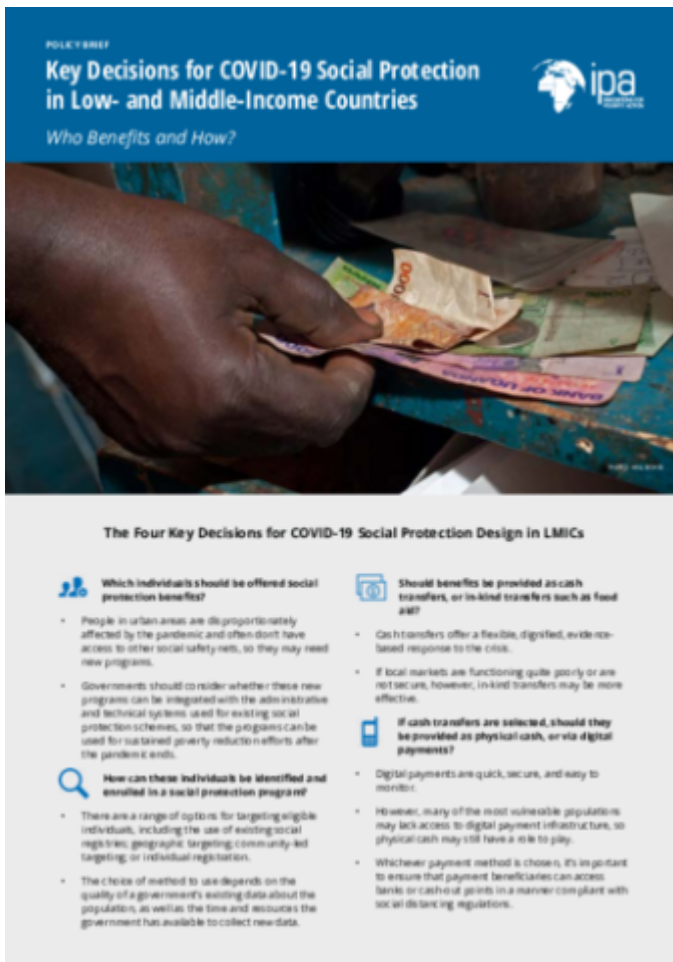 POLICY BRIEF
Key Decisions for COVID-19 Social Protection
in Low- and Middle-Income Countries
Who Benefits and How?
ipa
BANK OF UGANDA
The Four Key Decisions for COVID-19 Social Protection Design in LMICs
Which individuals should be offered social
protection benefits?
• People in urban areas are disproportionately
affected by the pandemic and often don't have
access to other social safety nets, so they may need
new programs.
• Governments should consider whether these new
programs can be integrated with the administrative
and technical systems used for existing social
protection schemes, so that the programs can be
used for sustained poverty reduction efforts after
the pandemic ends.
How can these individuals be identified and
enrolled in a social protection program?
• There are a range of options for targeting eligible
individuals, including the use of existing social
registries; geographic targeting; community-led
targeting; or individual registration.
• The choice of method to use depends on the
quality of a government's existing data about the
population, as well as the time and resources the
government has available to collect new data.
Should benefits be provided as cash
transfers, or in-kind transfers such as food
aid?
• Cash transfers offer a flexible, dignified, evidence-
based response to the crisis.
• If local markets are functioning quite poorly or are
not secure, however, in-kind transfers may be more
effective.
If cash transfers are selected, should they
be provided as physical cash, or via digital
payments?
• Digital payments are quick, secure, and easy to
monitor.
• However, many of the most vulnerable populations
may lack access to digital payment infrastructure, so
physical cash may still have a role to play.
• Whichever payment method is chosen, it's important
to ensure that payment beneficiaries can access
banks or cash-out points in a manner compliant with
social distancing regulations.